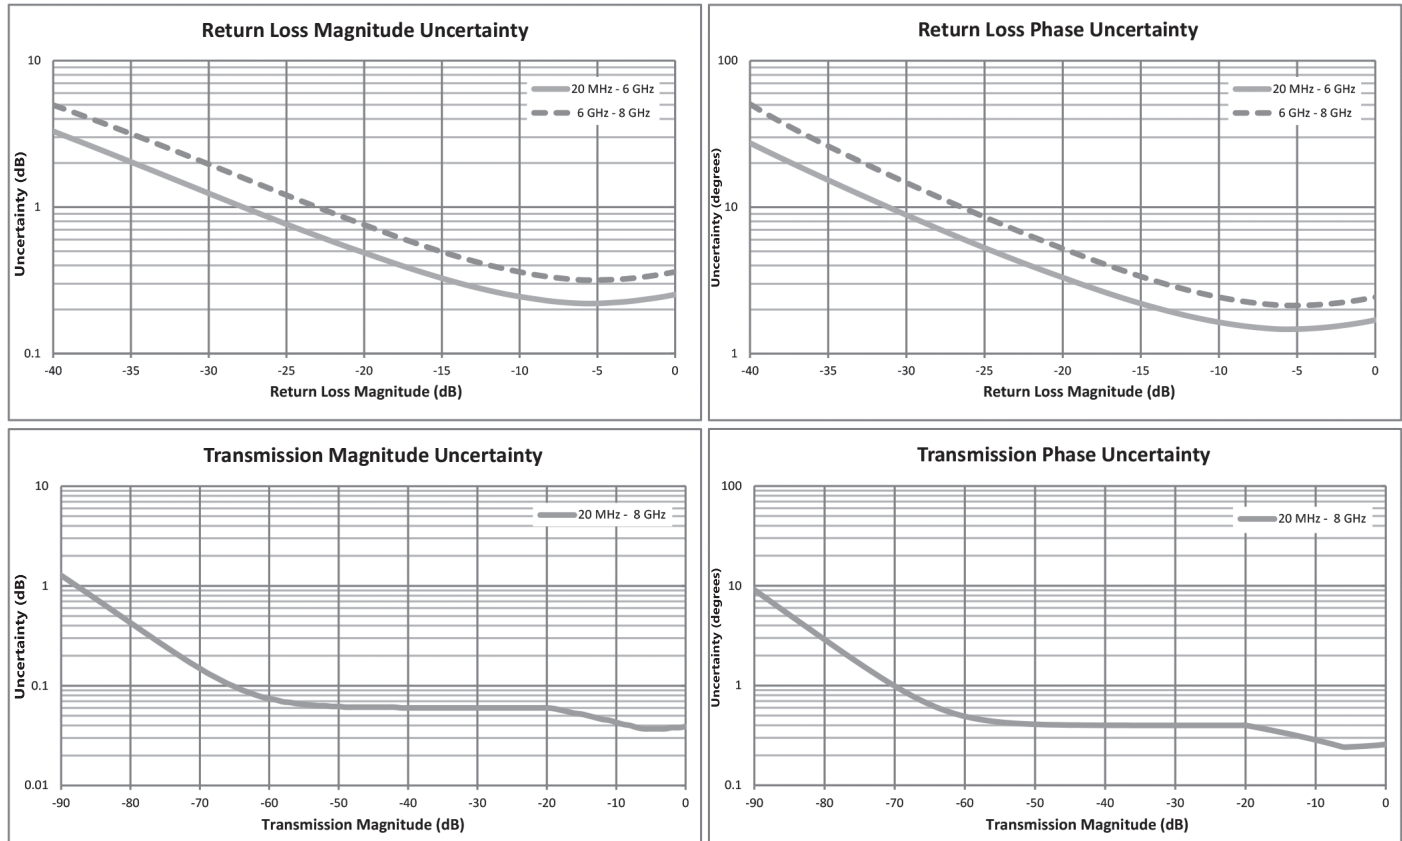 Return Loss Magnitude Uncertainty
10
1
0.1
Uncertainty (dB)
20 MHz - 6 GHz
6 GHz - 8 GHz
-40 -35 -30 -25 -20 -15 -10 -5 0
Return Loss Magnitude (dB)
Return Loss Phase Uncertainty
100
10
1
Uncertainty (degrees)
20 MHz - 6 GHz
6 GHz - 8 GHz
-40 -35 -30 -25 -20 -15 -10 -5 0
Return Loss Magnitude (dB)
Transmission Magnitude Uncertainty
10
1
0.1
0.01
Uncertainty (dB)
20 MHz - 8 GHz
-90 -80 -70 -60 -50 -40 -30 -20 -10 0
Transmission Magnitude (dB)
Transmission Phase Uncertainty
100
10
1
0.1
Uncertainty (degrees)
20 MHz - 8 GHz
-90 -80 -70 -60 -50 -40 -30 -20 -10 0
Transmission Magnitude (dB)